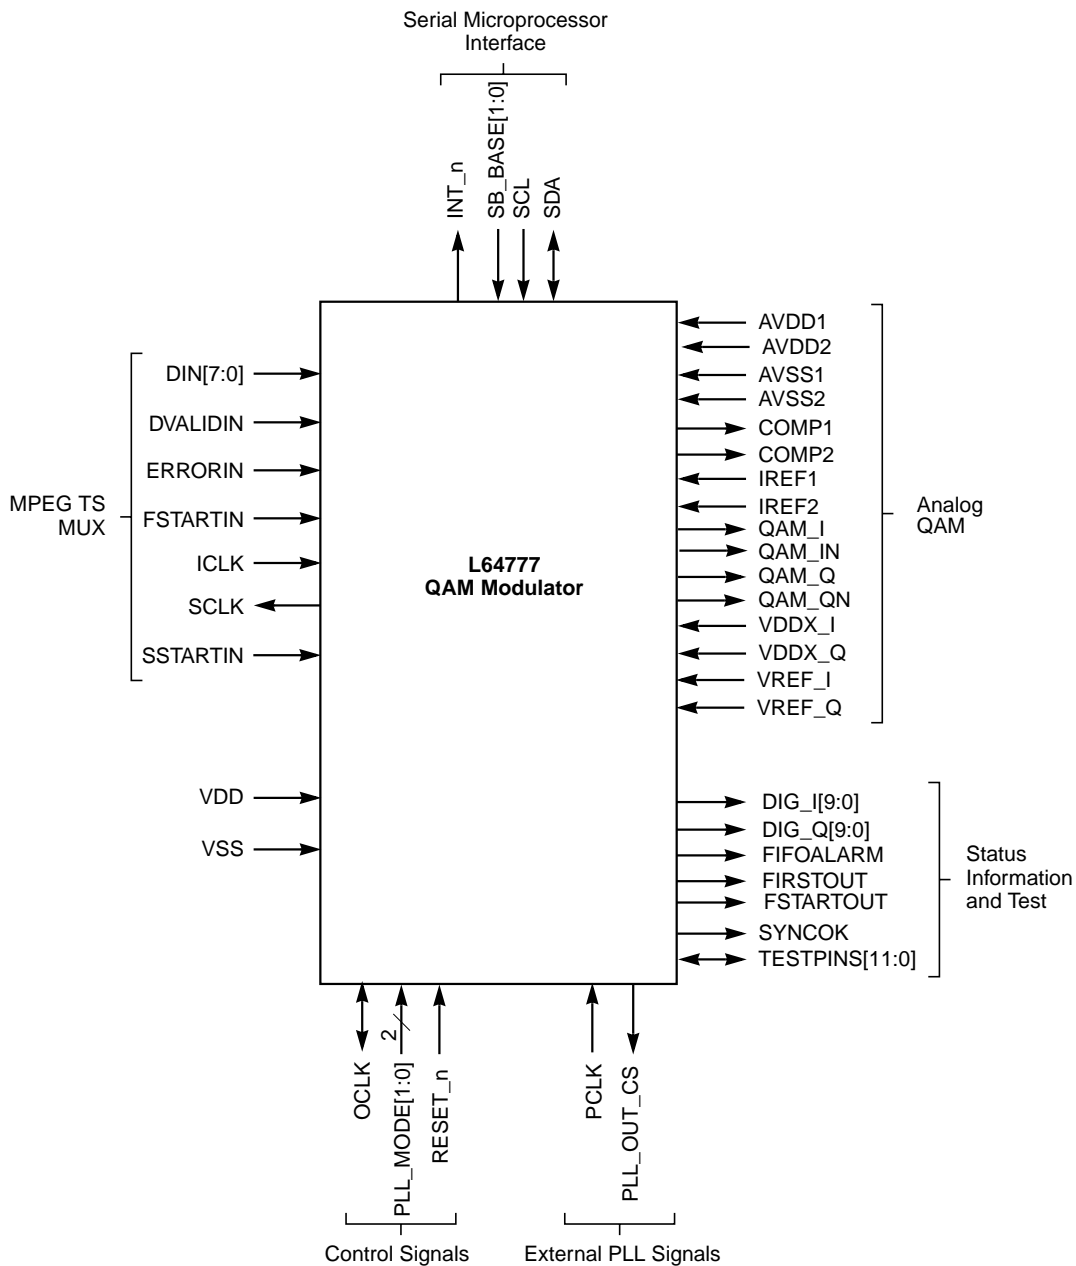 Serial Microprocessor
Interface
INT_n
SB_BASE[1:0]
SCL
SDA
MPEG TS
MUX
DIN[7:0]
DVALIDIN
ERRORIN
FSTARTIN
ICLK
SCLK
SSTARTIN
VDD
VSS
L64777
QAM Modulator
AVDD1
AVDD2
AVSS1
AVSS2
COMP1
COMP2
IREF1
IREF2
QAM_I
QAM_IN
QAM_Q
QAM_QN
VDDX_I
VDDX_Q
VREF_I
VREF_Q
Analog
QAM
DIG_I[9:0]
DIG_Q[9:0]
FIFOALARM
FIRSTOUT
FSTARTOUT
SYNCOK
TESTPINS[11:0]
Status
Information
and Test
OCLK
2
PLL_MODE[1:0]
RESET_n
PCLK
PLL_OUT_CS
Control Signals
External PLL Signals